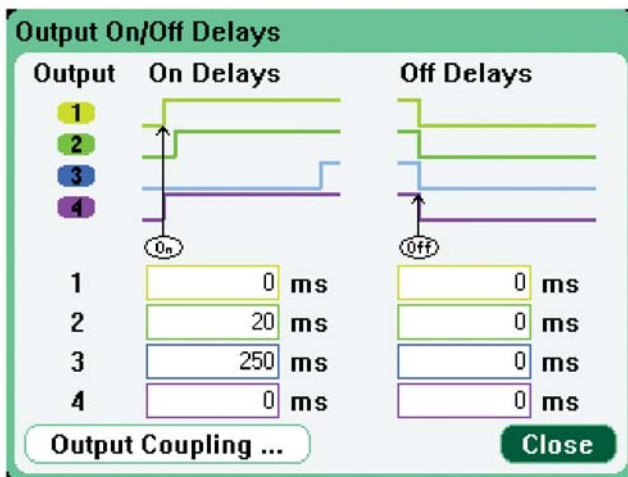 Output On/Off Delays
Output On Delays Off Delays
1
2
3
4
On Off
1 0 ms 0 ms
2 20 ms 0 ms
3 250 ms 0 ms
4 0 ms 0 ms
Output Coupling ... Close